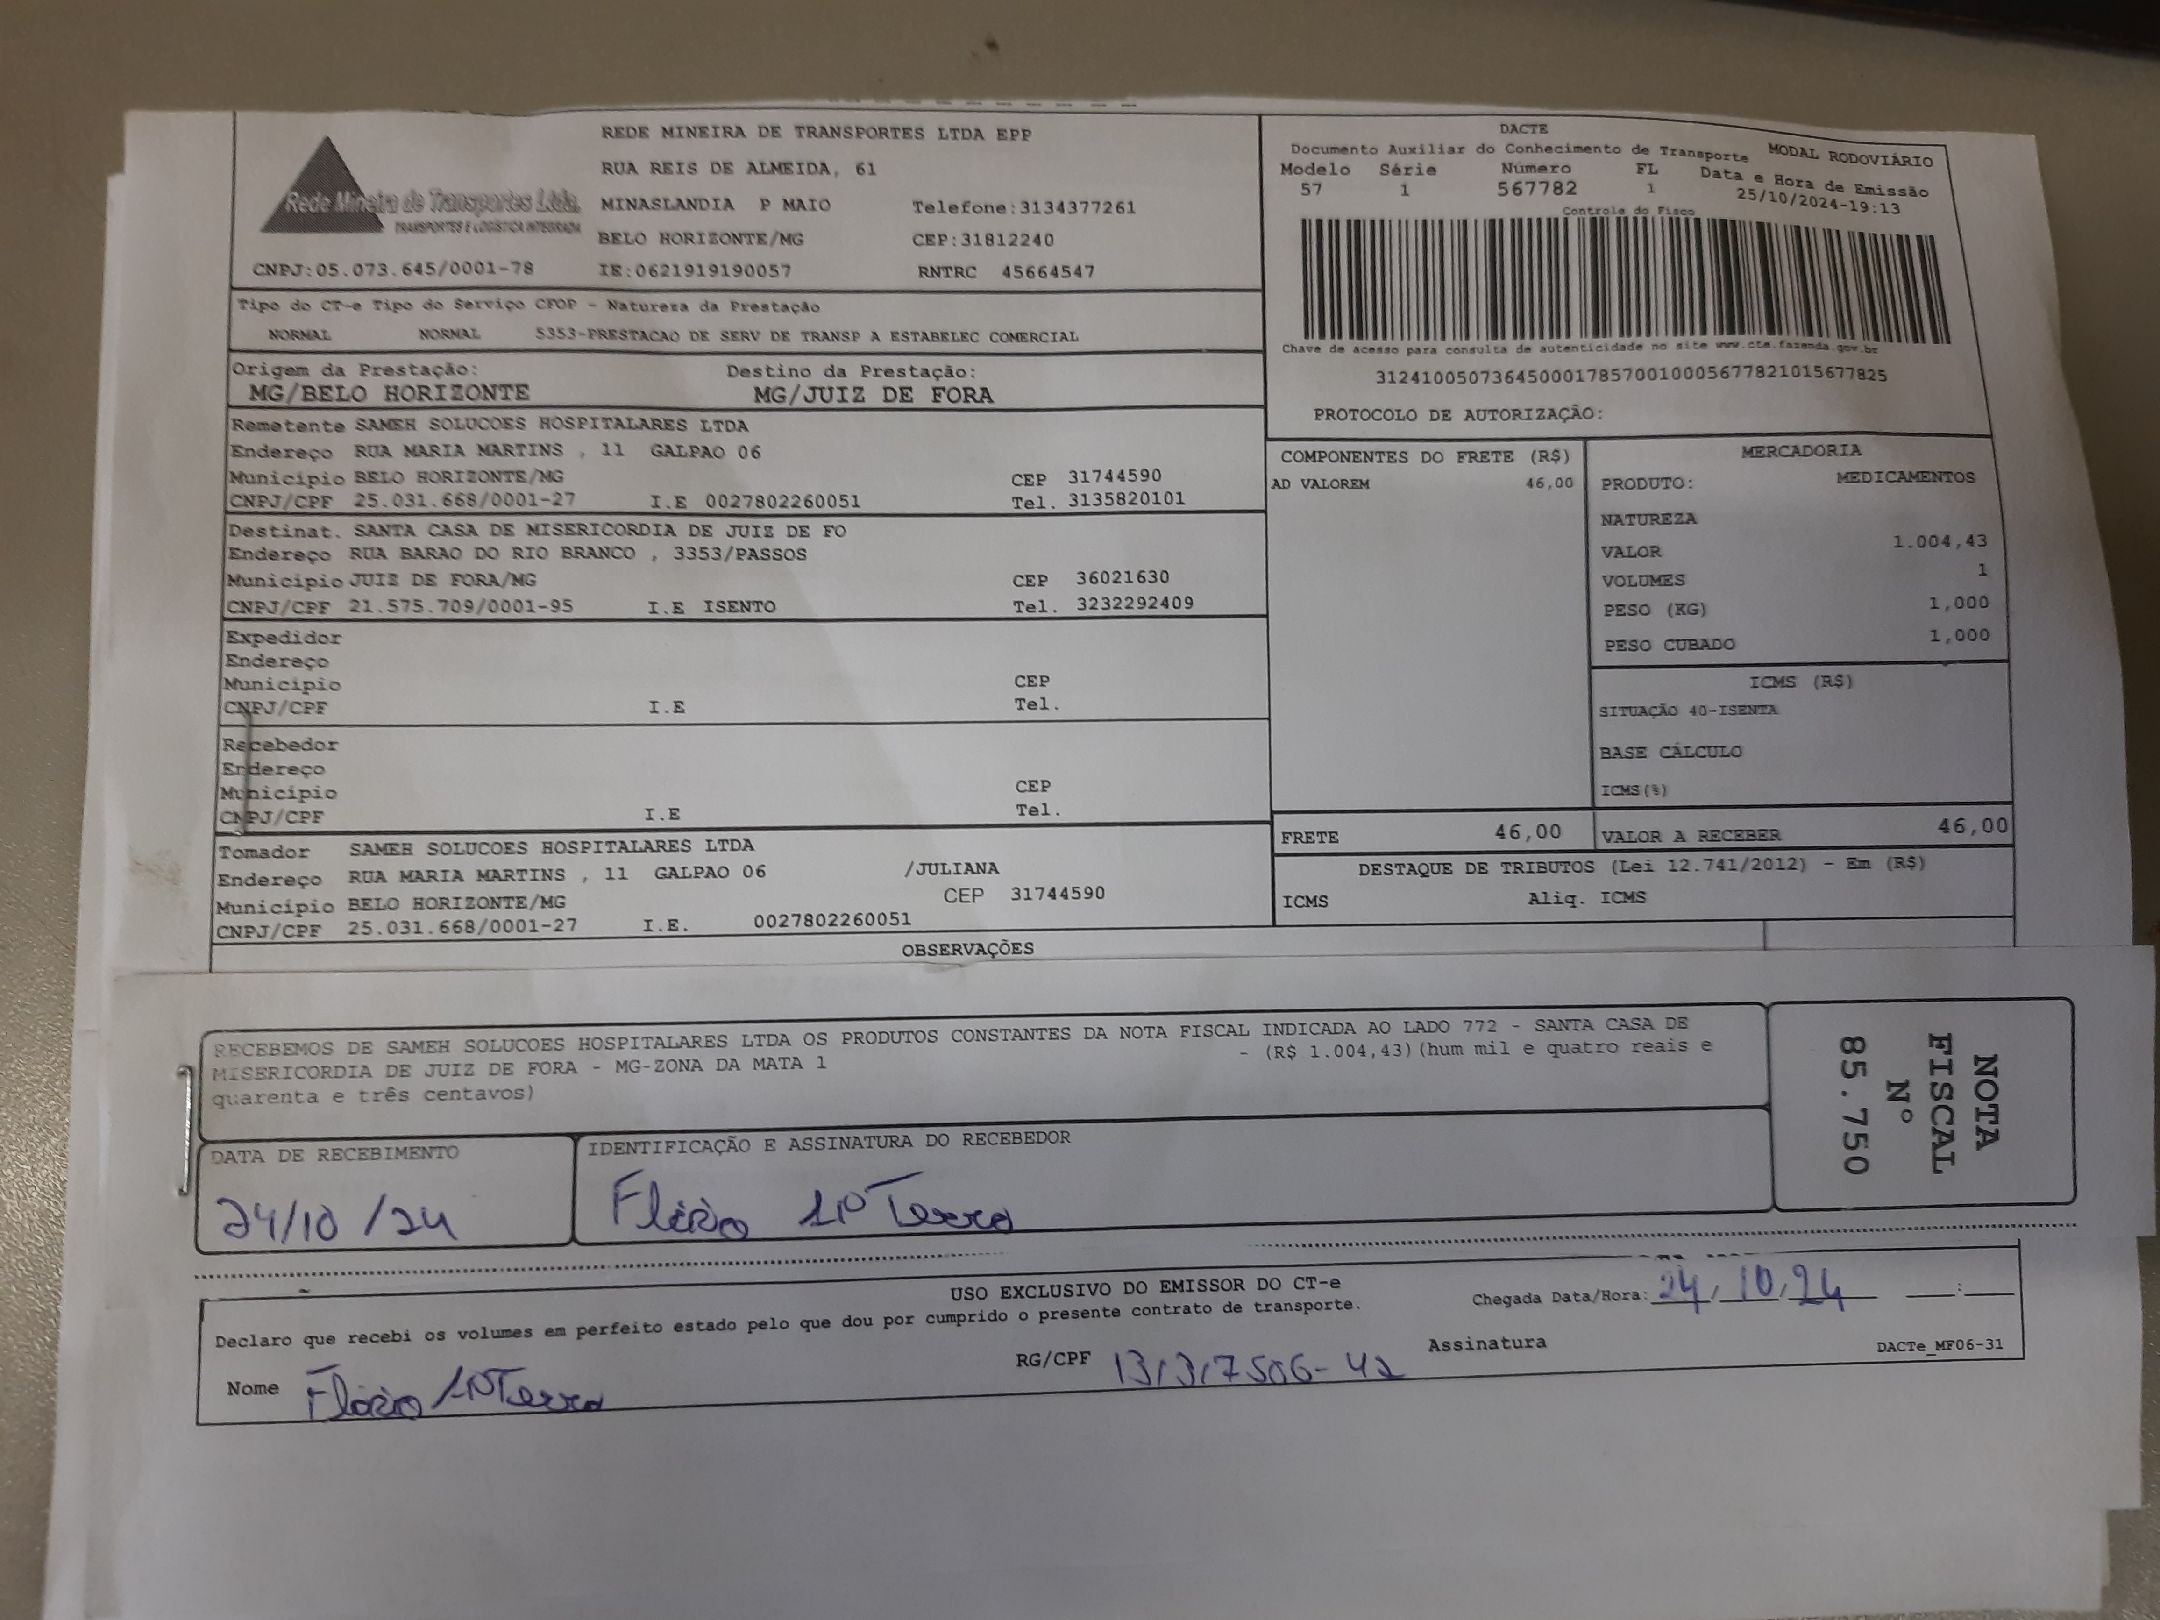 REDE MINEIRA DE TRANSPORTES LTDA EPP
RUA REIS DE ALMEIDA, 61
Rede Mineira de Transportes Ltda.
TRANSPORTES E LOGÍSTICA INTEGRADA
MINASLANDIA P MAIO Telefone:3134377261
BELO HORIZONTE/MG CEP:31812240
CNPJ:05.073.645/0001-78 IE:0621919190057 RNTRC 45664547
DACTE
Documento Auxiliar do Conhecimento de Transporte MODAL RODOVIÁRIO
Modelo Série Número FL Data e Hora de Emissão
57 1 567782 1 25/10/2024-19:13
Controle do Fisco
Chave de acesso para consulta de autenticidade no site www.cte.fazenda.gov.br
31241005073645000178570010005677821015677825
PROTOCOLO DE AUTORIZAÇÃO:
Tipo do CT-e Tipo do Serviço CFOP - Natureza da Prestação
NORMAL NORMAL 5353-PRESTACAO DE SERV DE TRANSP A ESTABELEC COMERCIAL
Origem da Prestação: Destino da Prestação:
MG/BELO HORIZONTE MG/JUIZ DE FORA
Remetente SAMEH SOLUCOES HOSPITALARES LTDA
Endereço RUA MARIA MARTINS , 11 GALPAO 06
Município BELO HORIZONTE/MG CEP 31744590
CNPJ/CPF 25.031.668/0001-27 I.E 0027802260051 Tel. 3135820101
Destinat. SANTA CASA DE MISERICORDIA DE JUIZ DE FO
Endereço RUA BARAO DO RIO BRANCO , 3353/PASSOS
Município JUIZ DE FORA/MG CEP 36021630
CNPJ/CPF 21.575.709/0001-95 I.E ISENTO Tel. 3232292409
Expedidor
Endereço
Município CEP
CNPJ/CPF I.E Tel.
Recebedor
Endereço
Município CEP
CNPJ/CPF I.E Tel.
Tomador SAMEH SOLUCOES HOSPITALARES LTDA
Endereço RUA MARIA MARTINS , 11 GALPAO 06 /JULIANA
Município BELO HORIZONTE/MG CEP 31744590
CNPJ/CPF 25.031.668/0001-27 I.E. 0027802260051
COMPONENTES DO FRETE (R$)
AD VALOREM 46,00
MERCADORIA
PRODUTO: MEDICAMENTOS
NATUREZA
VALOR 1.004,43
VOLUMES 1
PESO (KG) 1,000
PESO CUBADO 1,000
ICMS (R$)
SITUAÇÃO 40-ISENTA
BASE CÁLCULO
ICMS(%)
FRETE 46,00 VALOR A RECEBER 46,00
DESTAQUE DE TRIBUTOS (Lei 12.741/2012) - Em (R$)
ICMS Aliq. ICMS
OBSERVAÇÕES
RECEBEMOS DE SAMEH SOLUCOES HOSPITALARES LTDA OS PRODUTOS CONSTANTES DA NOTA FISCAL INDICADA AO LADO 772 - SANTA CASA DE
MISERICORDIA DE JUIZ DE FORA - MG-ZONA DA MATA 1 - (R$ 1.004,43)(hum mil e quatro reais e
quarenta e três centavos)
NOTA
FISCAL
Nº
85.750
DATA DE RECEBIMENTO IDENTIFICAÇÃO E ASSINATURA DO RECEBEDOR
24/10/24
USO EXCLUSIVO DO EMISSOR DO CT-e
Declaro que recebi os volumes em perfeito estado pelo que dou por cumprido o presente contrato de transporte.
Chegada Data/Hora: 24/10/24 __:__
Nome RG/CPF Assinatura DACTe_MF06-31